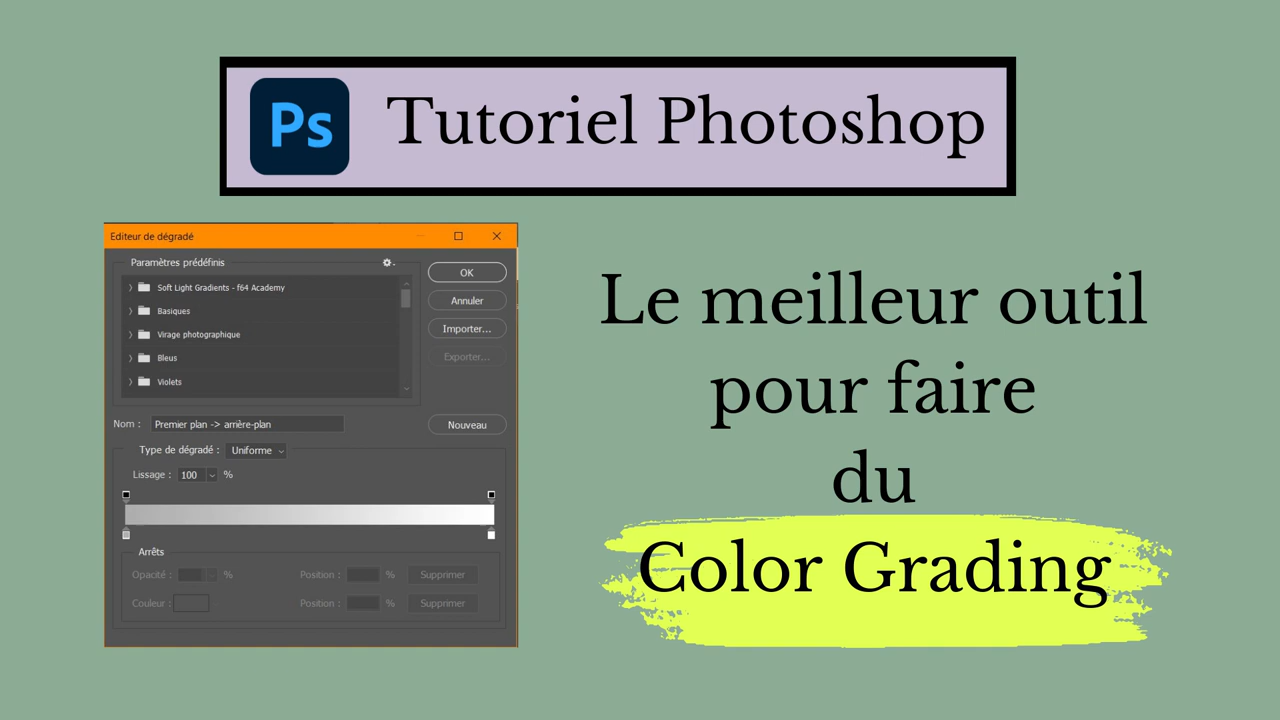 Ps Tutoriel Photoshop
Editeur de dégradé
Paramètres prédéfinis
Soft Light Gradients - f64 Academy
Basiques
Virage photographique
Bleus
Violets
OK
Annuler
Importer...
Exporter...
Nom : Premier plan -> arrière-plan
Nouveau
Type de dégradé : Uniforme
Lissage : 100 %
Arrêts
Opacité : % Position : % Supprimer
Couleur : Position : % Supprimer
Le meilleur outil
pour faire
du
Color Grading